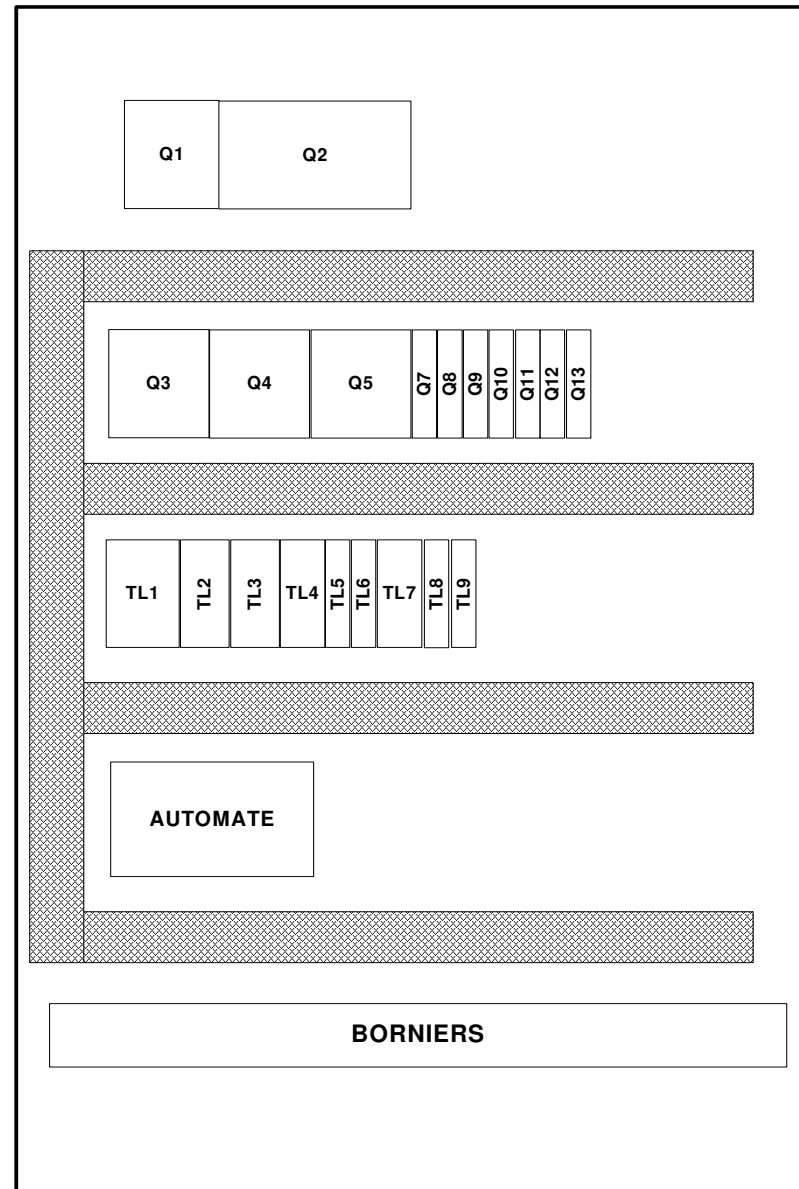 Q1 Q2
Q3 Q4 Q5 Q7 Q8 Q9 Q10 Q11 Q12 Q13
TL1 TL2 TL3 TL4 TL5 TL6 TL7 TL8 TL9
AUTOMATE
BORNIERS